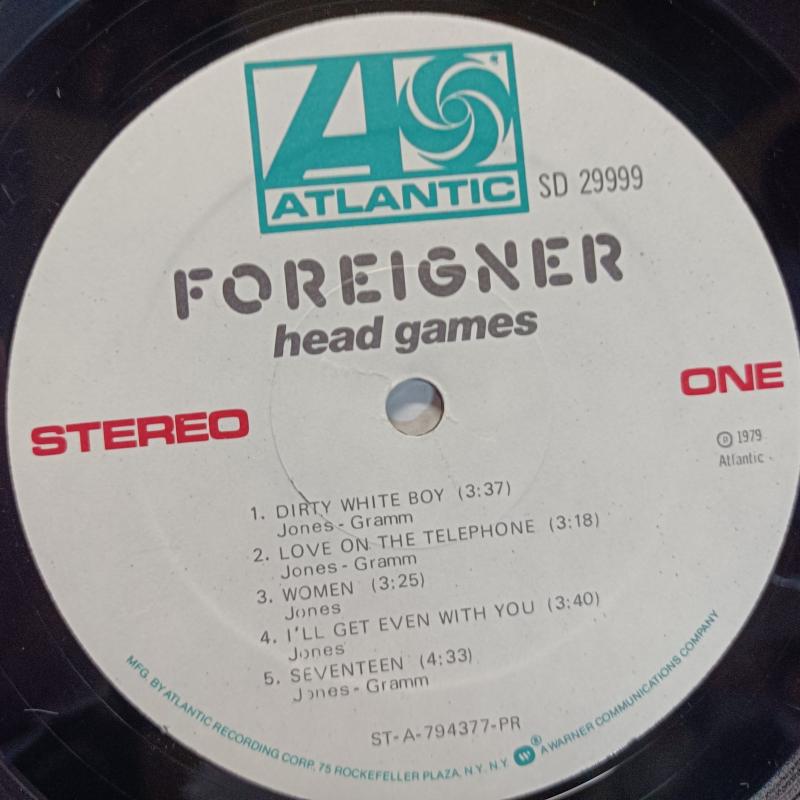 ATLANTIC
SD 29999
FOREIGNER
head games
STEREO
ONE
Ⓟ 1979
Atlantic
1. DIRTY WHITE BOY (3:37)
Jones - Gramm
2. LOVE ON THE TELEPHONE (3:18)
Jones - Gramm
3. WOMEN (3:25)
Jones
4. I'LL GET EVEN WITH YOU (3:40)
Jones
5. SEVENTEEN (4:33)
Jones - Gramm
ST-A-794377-PR
MFG. BY ATLANTIC RECORDING CORP. 75 ROCKEFELLER PLAZA, N.Y. N.Y. ® A WARNER COMMUNICATIONS COMPANY